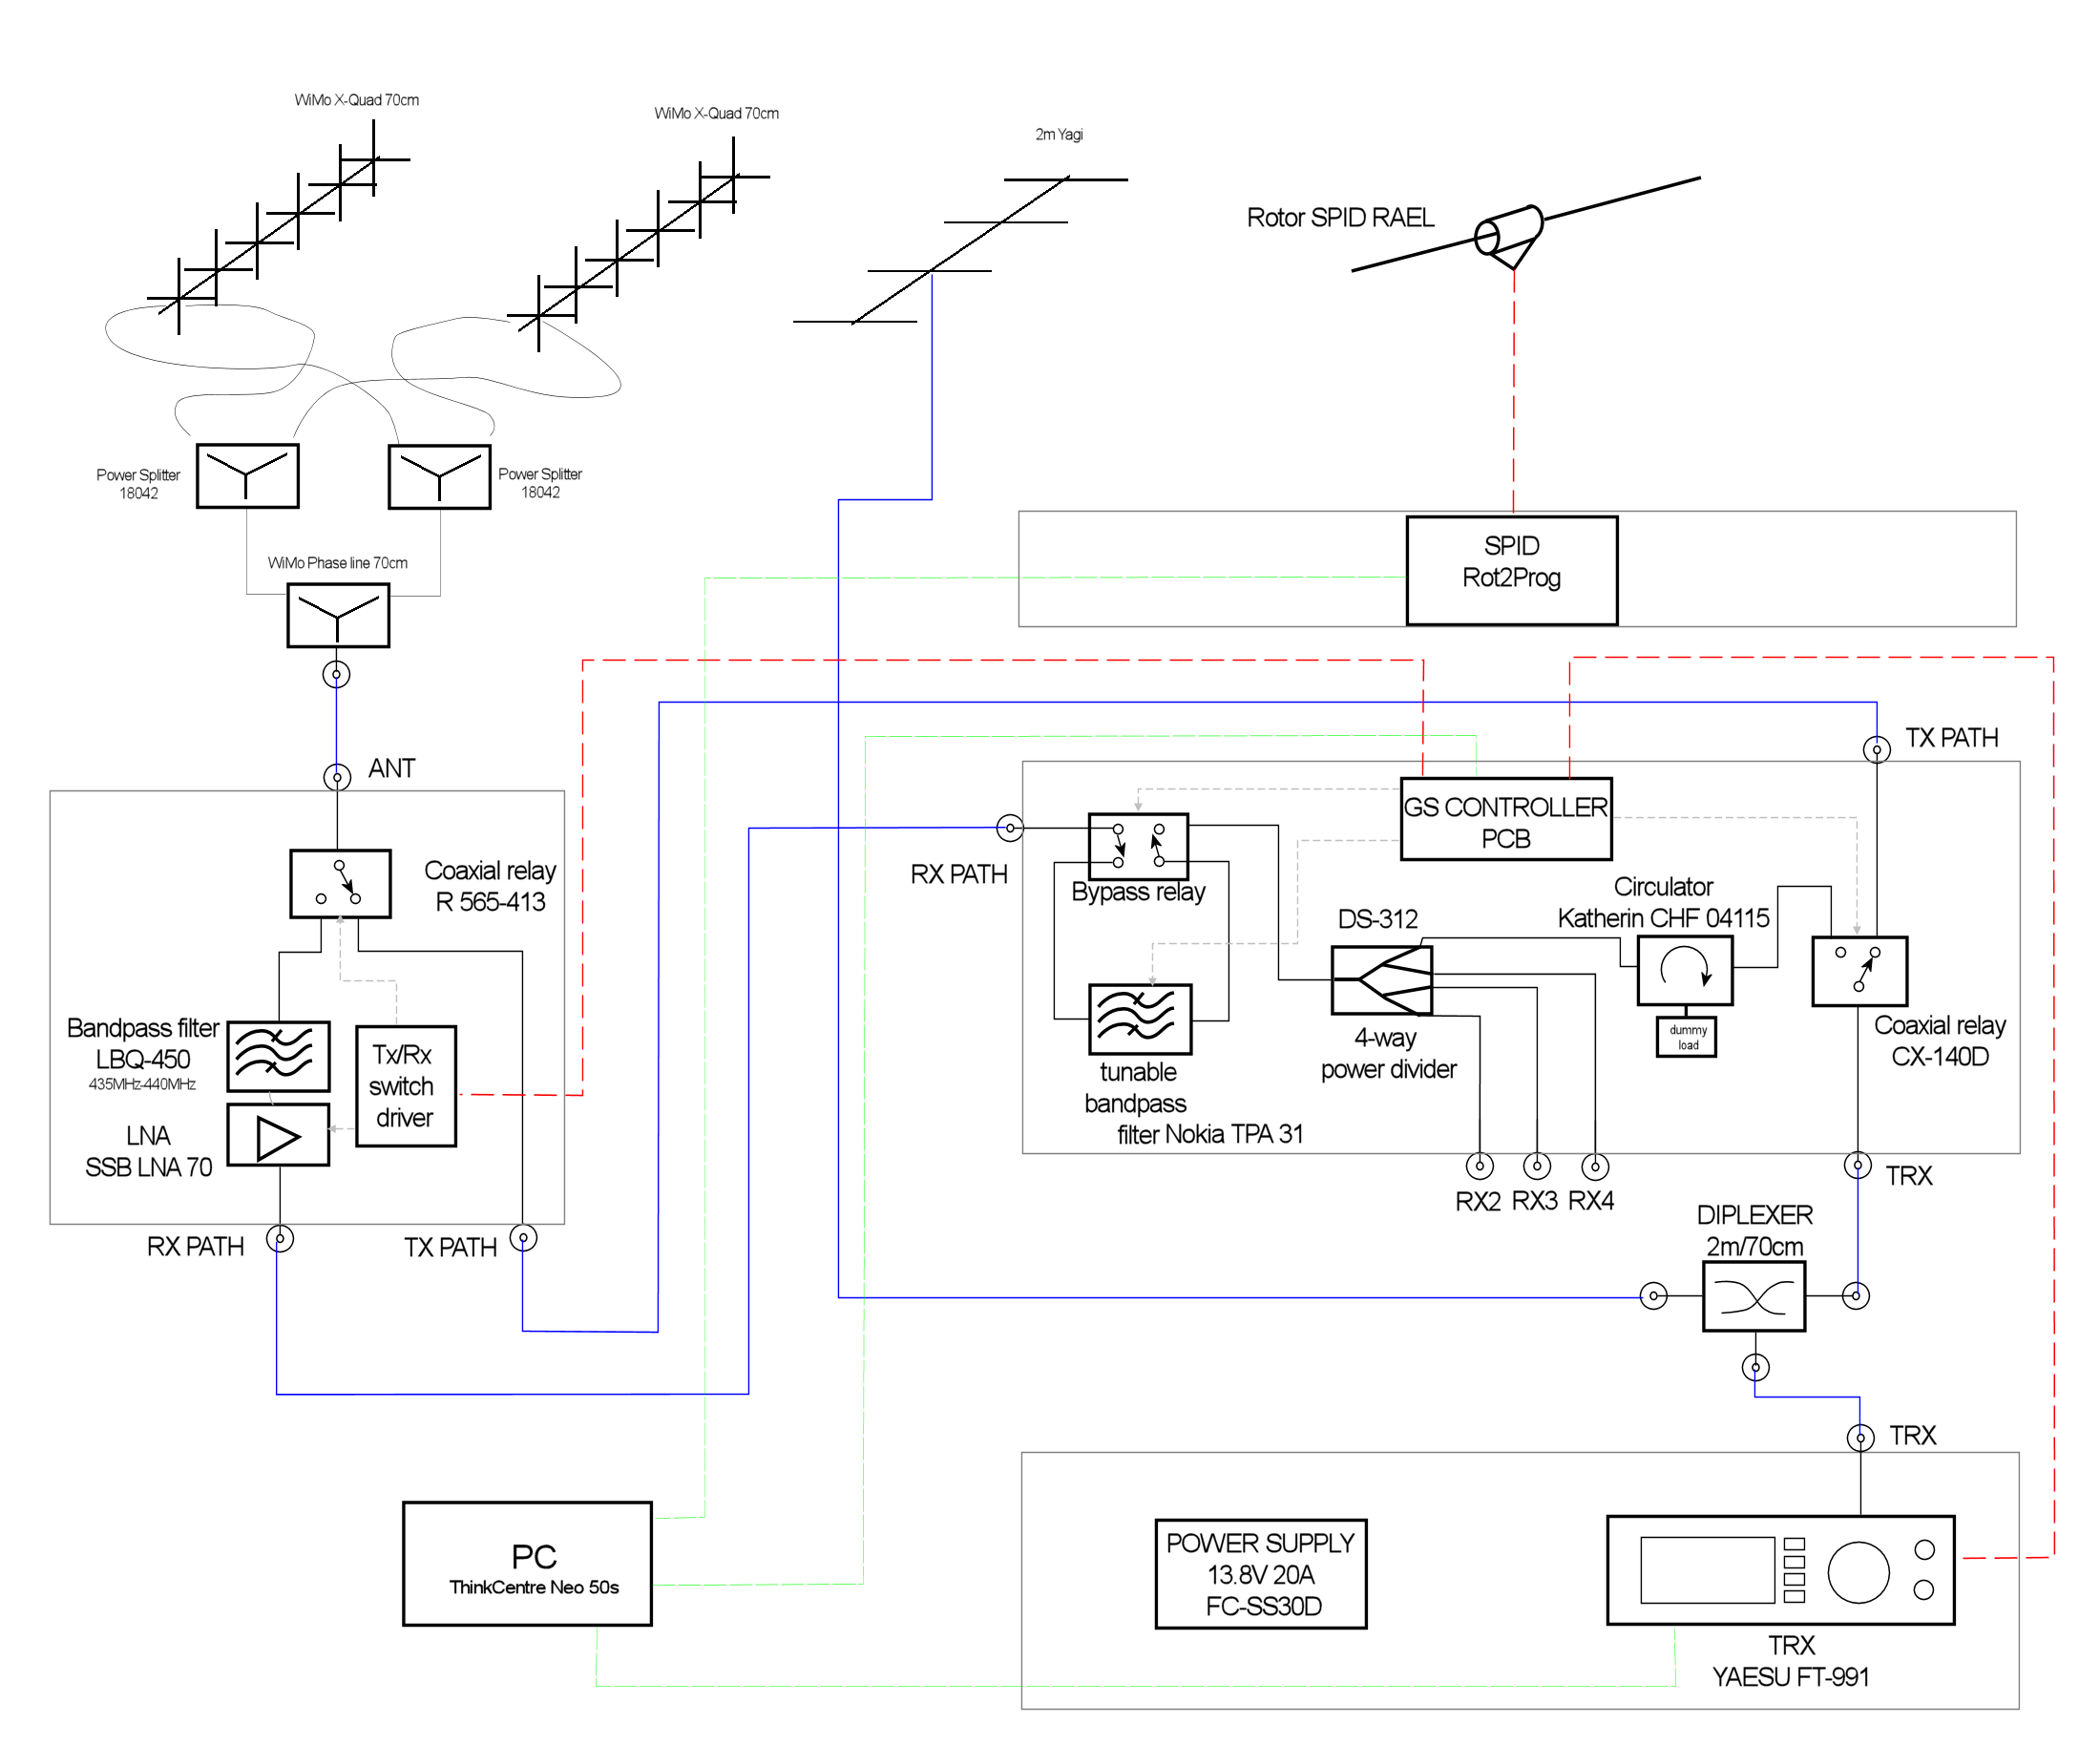 WiMo X-Quad 70cm
WiMo X-Quad 70cm
2m Yagi
Rotor SPID RAEL
Power Splitter
18042
Power Splitter
18042
WiMo Phase line 70cm
SPID
Rot2Prog
ANT
TX PATH
Coaxial relay
R 565-413
RX PATH
Bypass relay
GS CONTROLLER
PCB
Circulator
Katherin CHF 04115
DS-312
4-way
power divider
dummy
load
Coaxial relay
CX-140D
Bandpass filter
LBQ-450
435MHz-440MHz
Tx/Rx
switch
driver
LNA
SSB LNA 70
tunable
bandpass
filter Nokia TPA 31
RX2
RX3
RX4
TRX
RX PATH
TX PATH
DIPLEXER
2m/70cm
TRX
PC
ThinkCentre Neo 50s
POWER SUPPLY
13.8V 20A
FC-SS30D
TRX
YAESU FT-991